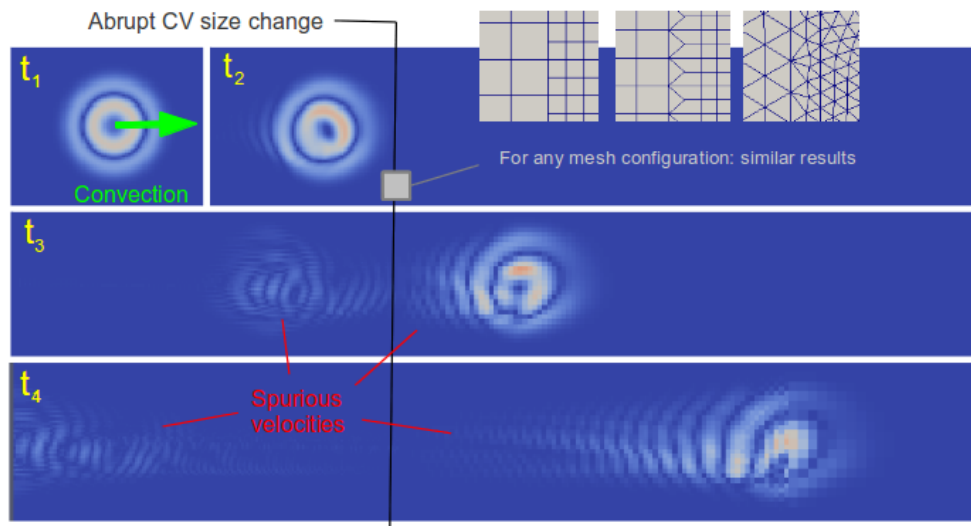 Abrupt CV size change
t1
t2
Convection
For any mesh configuration: similar results
t3
t4
Spurious
velocities